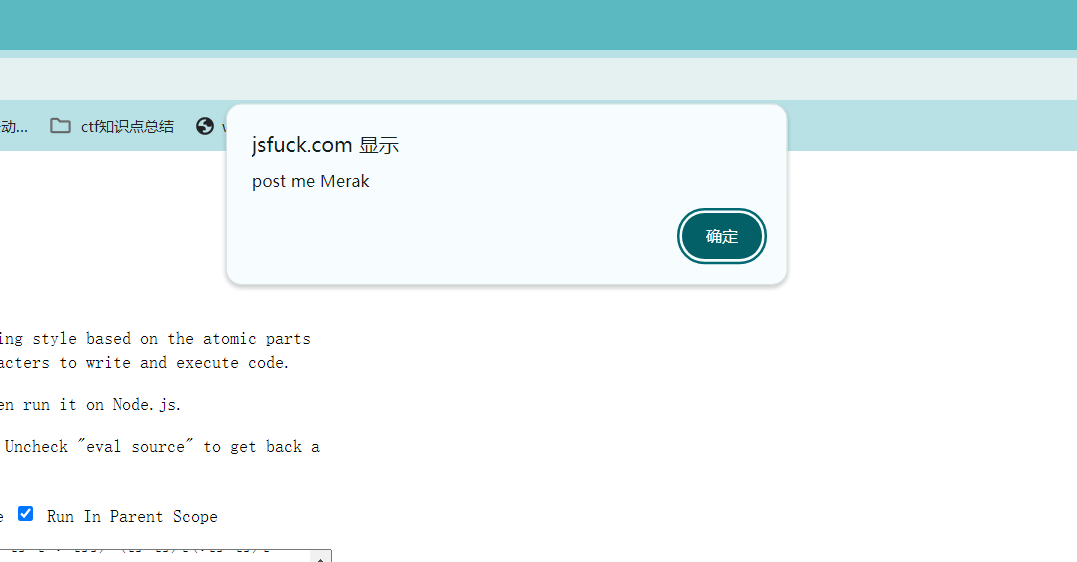 动...
ctf知识点总结
jsfuck.com 显示
post me Merak
确定
ing style based on the atomic parts
acters to write and execute code.
en run it on Node.js.
Uncheck "eval source" to get back a
e Run In Parent Scope